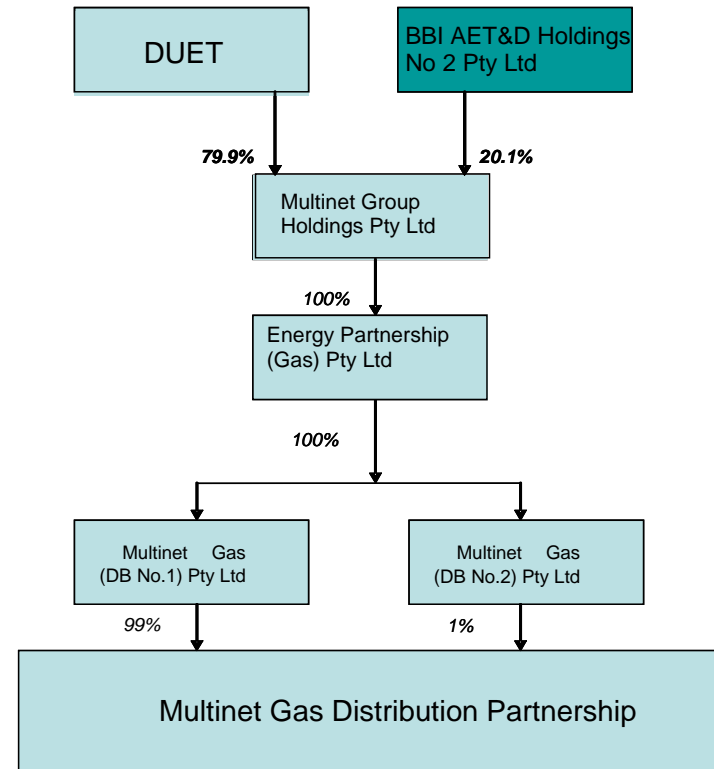 DUET
BBI AET&D Holdings
No 2 Pty Ltd
79.9%
20.1%
Multinet Group
Holdings Pty Ltd
100%
Energy Partnership
(Gas) Pty Ltd
100%
Multinet Gas
(DB No.1) Pty Ltd
Multinet Gas
(DB No.2) Pty Ltd
99%
1%
Multinet Gas Distribution Partnership